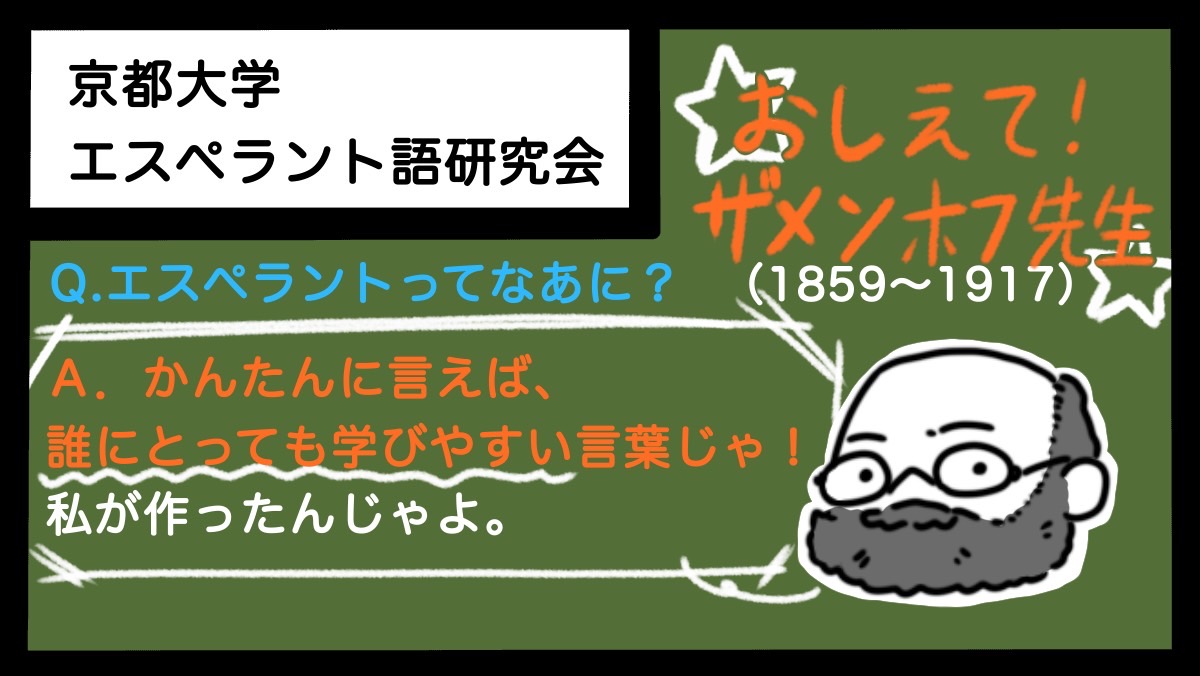 京都大学
エスペラント語研究会
おしえて!
ザメンホフ先生
(1859〜1917)
Q.エスペラントってなあに?
A. かんたんに言えば、
誰にとっても学びやすい言葉じゃ!
私が作ったんじゃよ。